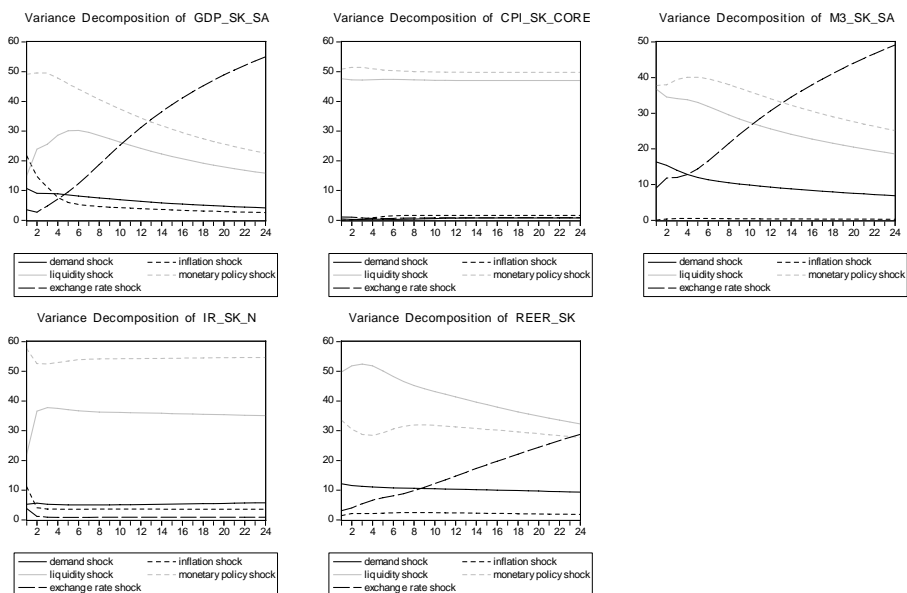 Variance Decomposition of GDP_SK_SA
60
50
40
30
20
10
0
2 4 6 8 10 12 14 16 18 20 22 24
demand shock inflation shock
liquidity shock monetary policy shock
exchange rate shock
Variance Decomposition of CPI_SK_CORE
60
50
40
30
20
10
0
2 4 6 8 10 12 14 16 18 20 22 24
demand shock inflation shock
liquidity shock monetary policy shock
exchange rate shock
Variance Decomposition of M3_SK_SA
50
40
30
20
10
0
2 4 6 8 10 12 14 16 18 20 22 24
demand shock inflation shock
liquidity shock monetary policy shock
exchange rate shock
Variance Decomposition of IR_SK_N
60
50
40
30
20
10
0
2 4 6 8 10 12 14 16 18 20 22 24
demand shock inflation shock
liquidity shock monetary policy shock
exchange rate shock
Variance Decomposition of REER_SK
60
50
40
30
20
10
0
2 4 6 8 10 12 14 16 18 20 22 24
demand shock inflation shock
liquidity shock monetary policy shock
exchange rate shock